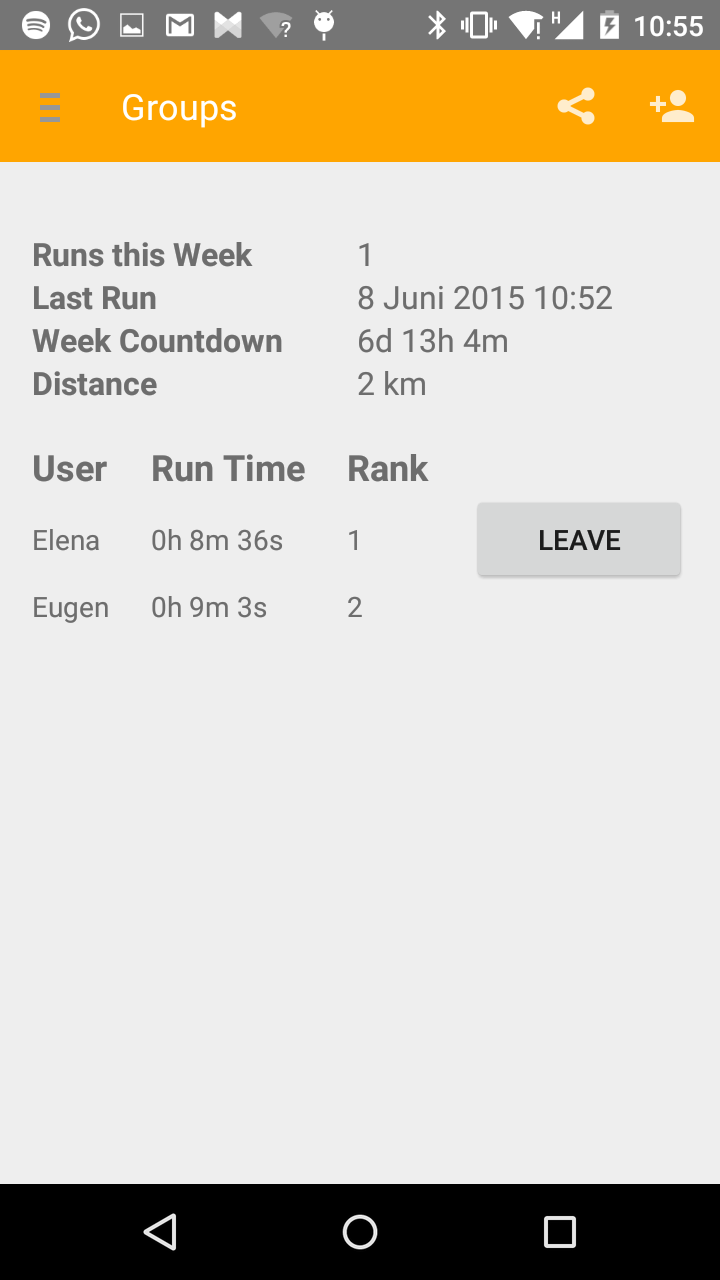 10:55
Groups
Runs this Week 1
Last Run 8 Juni 2015 10:52
Week Countdown 6d 13h 4m
Distance 2 km
User Run Time Rank
Elena 0h 8m 36s 1 LEAVE
Eugen 0h 9m 3s 2